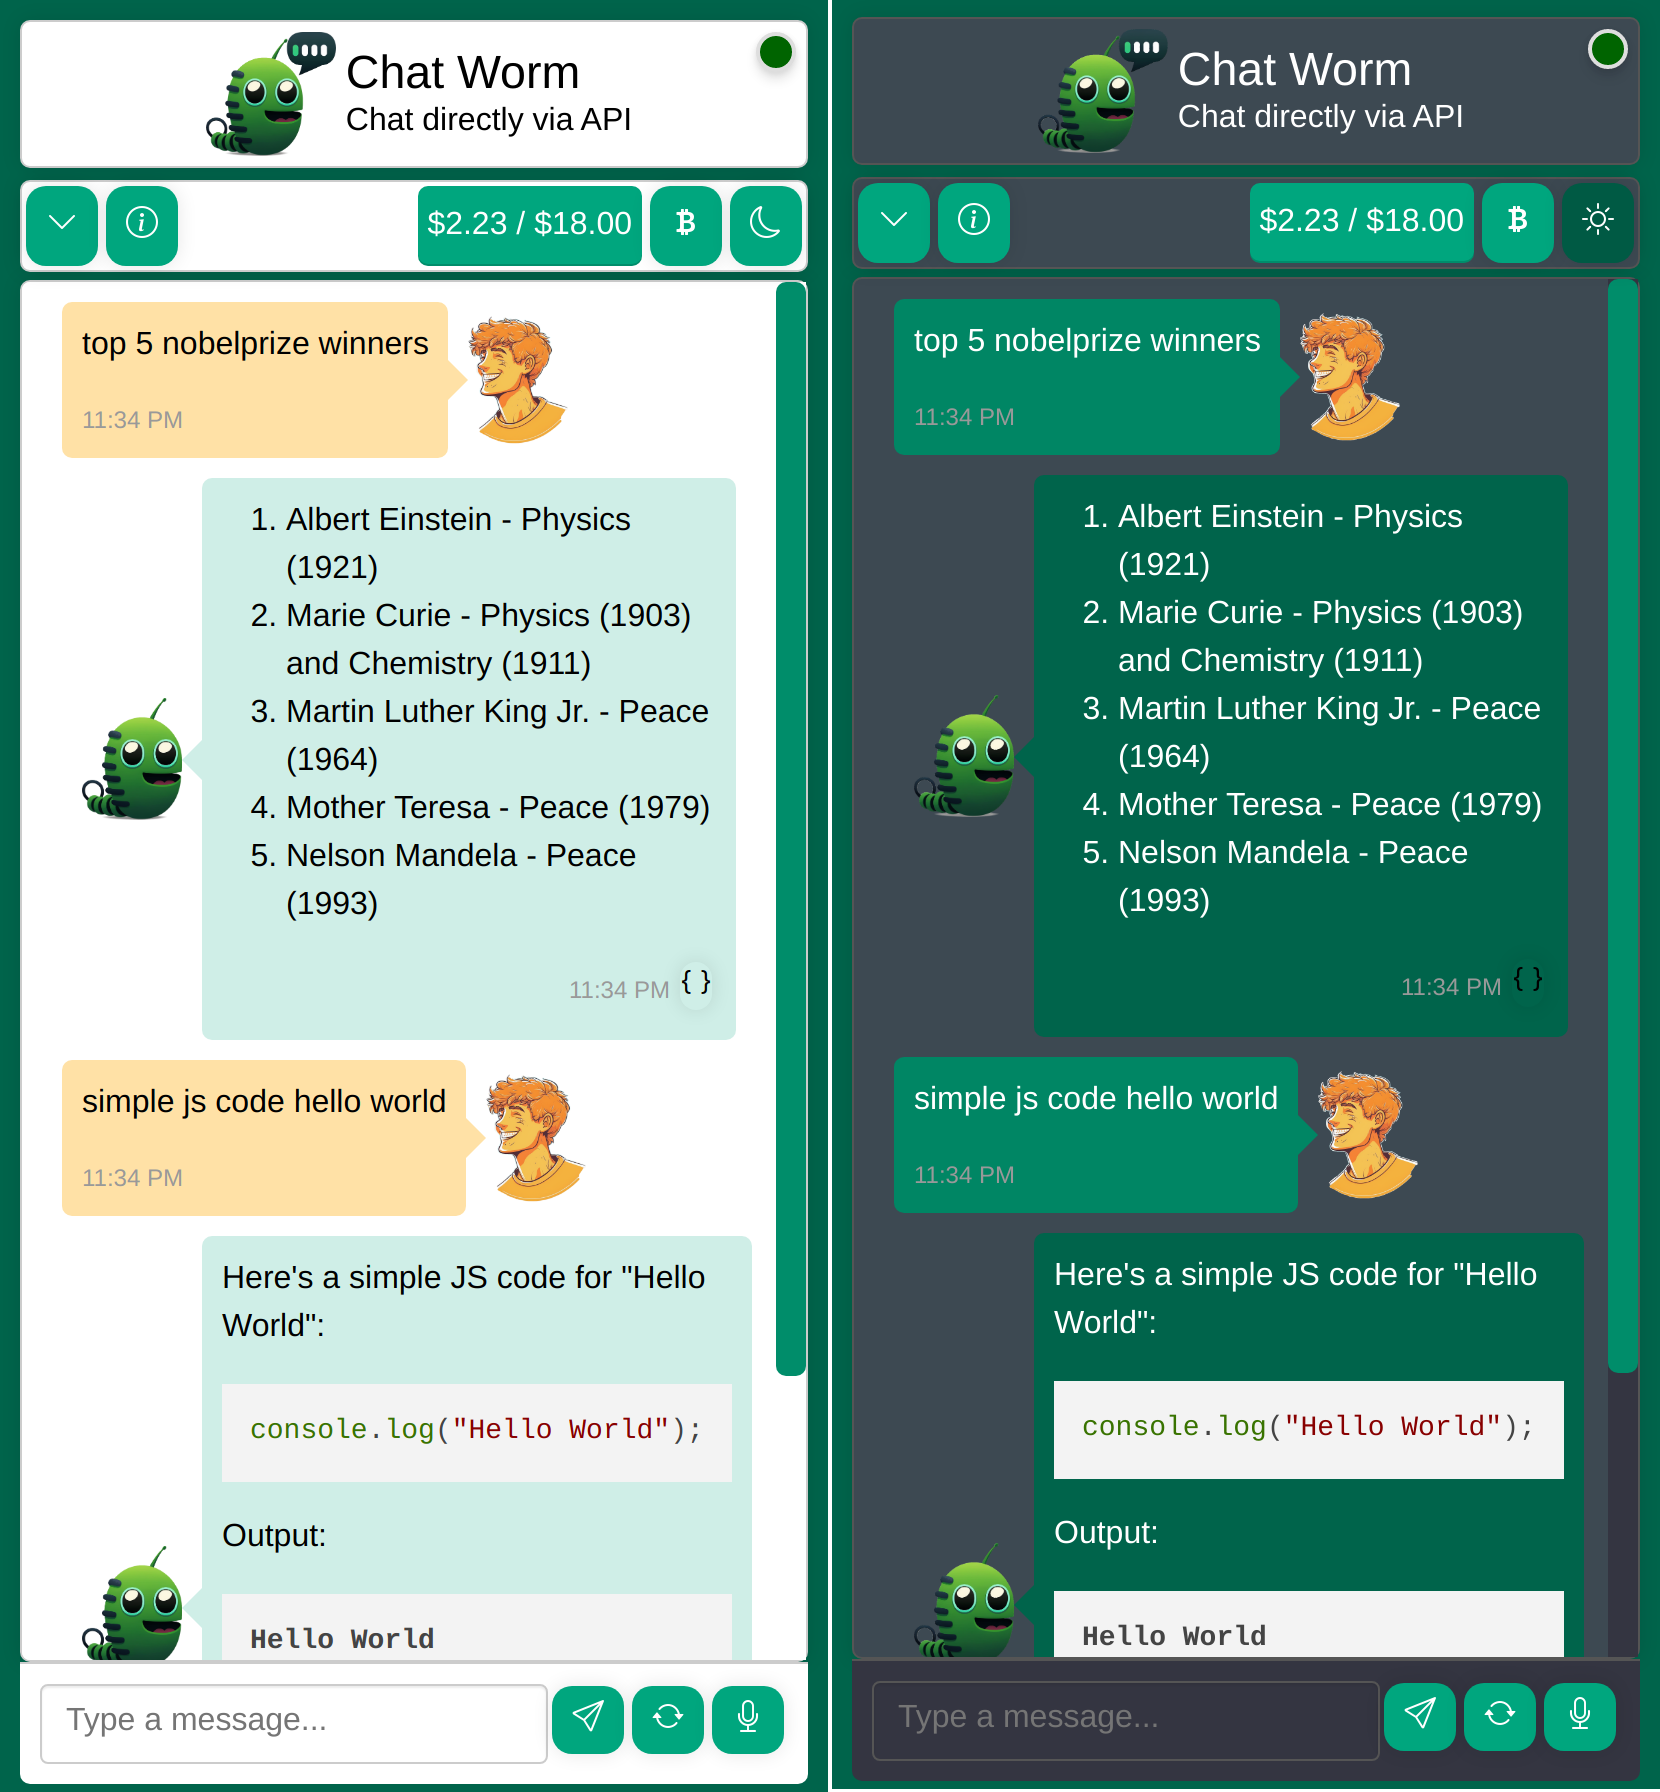 Chat Worm
Chat directly via API
$2.23 / $18.00
top 5 nobelprize winners
11:34 PM
1. Albert Einstein - Physics
(1921)
2. Marie Curie - Physics (1903)
and Chemistry (1911)
3. Martin Luther King Jr. - Peace
(1964)
4. Mother Teresa - Peace (1979)
5. Nelson Mandela - Peace
(1993)
11:34 PM { }
simple js code hello world
11:34 PM
Here's a simple JS code for "Hello
World":
console.log("Hello World");
Output:
Hello World
Type a message...
Chat Worm
Chat directly via API
$2.23 / $18.00
top 5 nobelprize winners
11:34 PM
1. Albert Einstein - Physics
(1921)
2. Marie Curie - Physics (1903)
and Chemistry (1911)
3. Martin Luther King Jr. - Peace
(1964)
4. Mother Teresa - Peace (1979)
5. Nelson Mandela - Peace
(1993)
11:34 PM { }
simple js code hello world
11:34 PM
Here's a simple JS code for "Hello
World":
console.log("Hello World");
Output:
Hello World
Type a message...